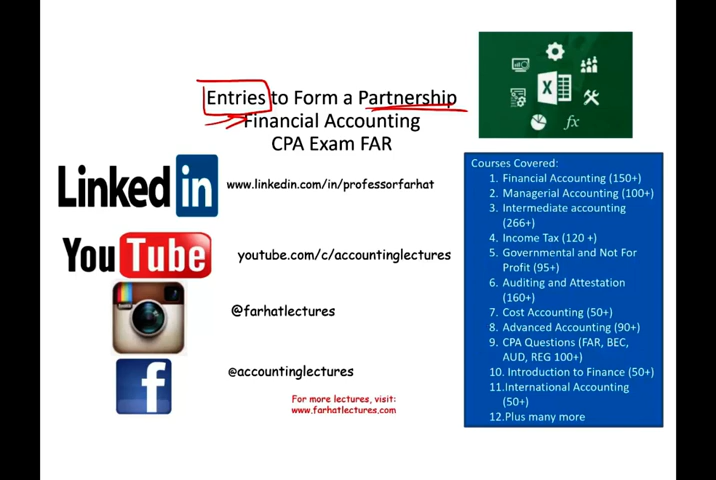 Entries to Form a Partnership
Financial Accounting
CPA Exam FAR
X
fx
Linked in
www.linkedin.com/in/professorfarhat
You Tube
youtube.com/c/accountinglectures
@farhatlectures
f
@accountinglectures
For more lectures, visit:
www.farhatlectures.com
Courses Covered:
1. Financial Accounting (150+)
2. Managerial Accounting (100+)
3. Intermediate accounting
(266+)
4. Income Tax (120 +)
5. Governmental and Not For
Profit (95+)
6. Auditing and Attestation
(160+)
7. Cost Accounting (50+)
8. Advanced Accounting (90+)
9. CPA Questions (FAR, BEC,
AUD, REG 100+)
10. Introduction to Finance (50+)
11.International Accounting
(50+)
12.Plus many more